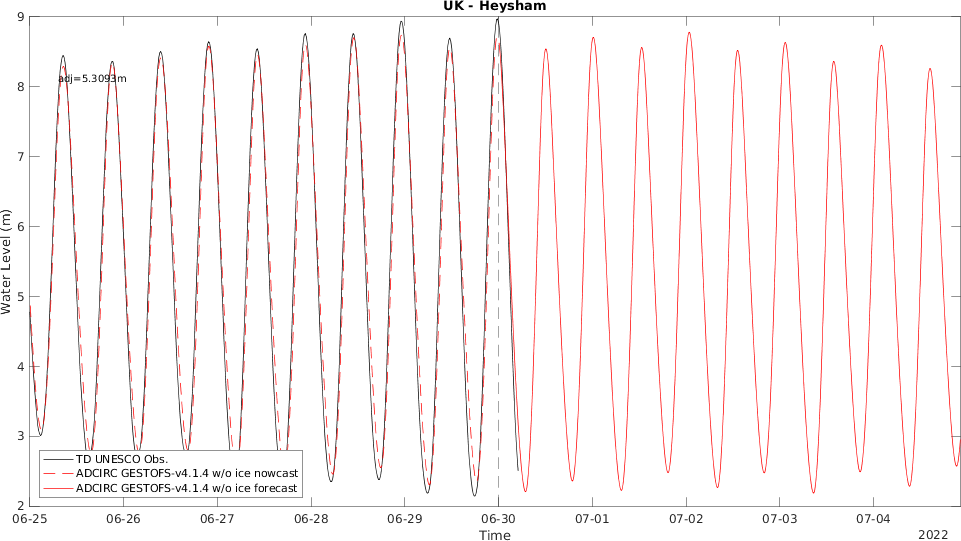 UK - Heysham
9
8
7
6
5
4
3
2
Water Level (m)
adj=5.3093m
TD UNESCO Obs.
ADCIRC GESTOFS-v4.1.4 w/o ice nowcast
ADCIRC GESTOFS-v4.1.4 w/o ice forecast
06-25 06-26 06-27 06-28 06-29 06-30 07-01 07-02 07-03 07-04
Time
2022